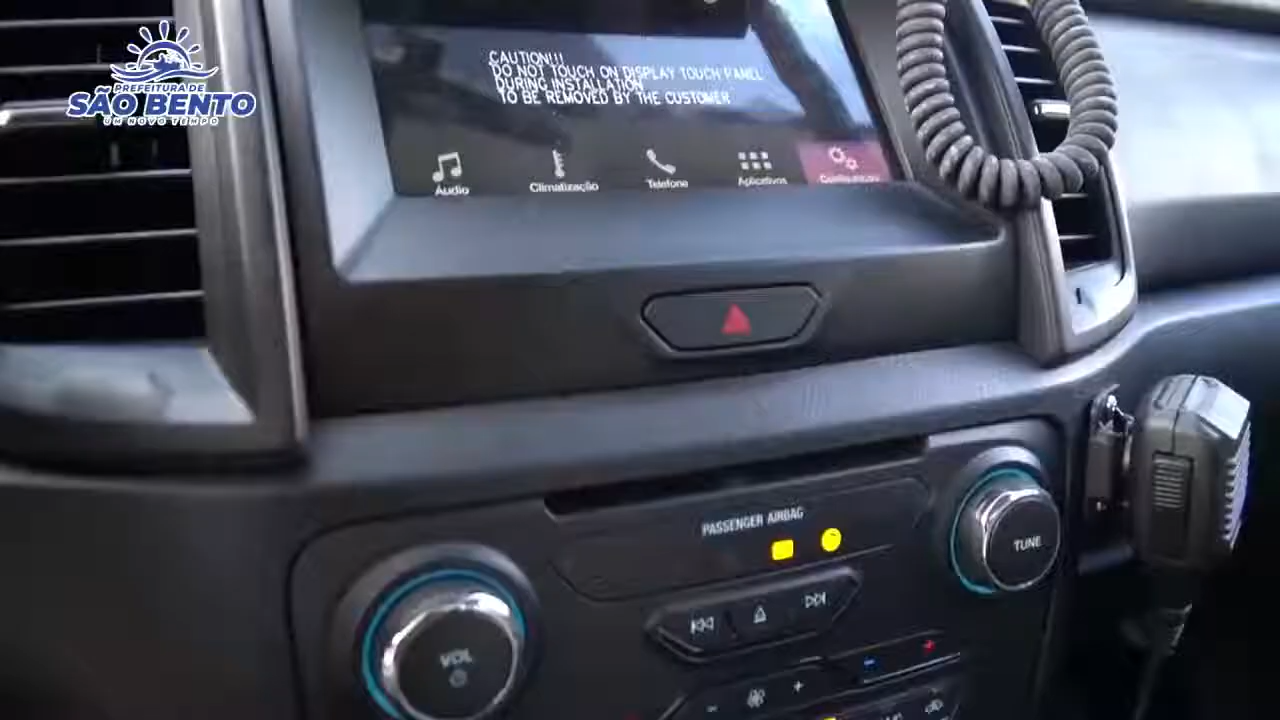 PREFEITURA DE
SÃO BENTO
UM NOVO TEMPO
CAUTION!!!
DO NOT TOUCH ON DISPLAY TOUCH PANEL
DURING INSTALLATION
TO BE REMOVED BY THE CUSTOMER
Áudio
Climatização
Telefone
Aplicativos
PASSENGER AIRBAG
TUNE
VOL